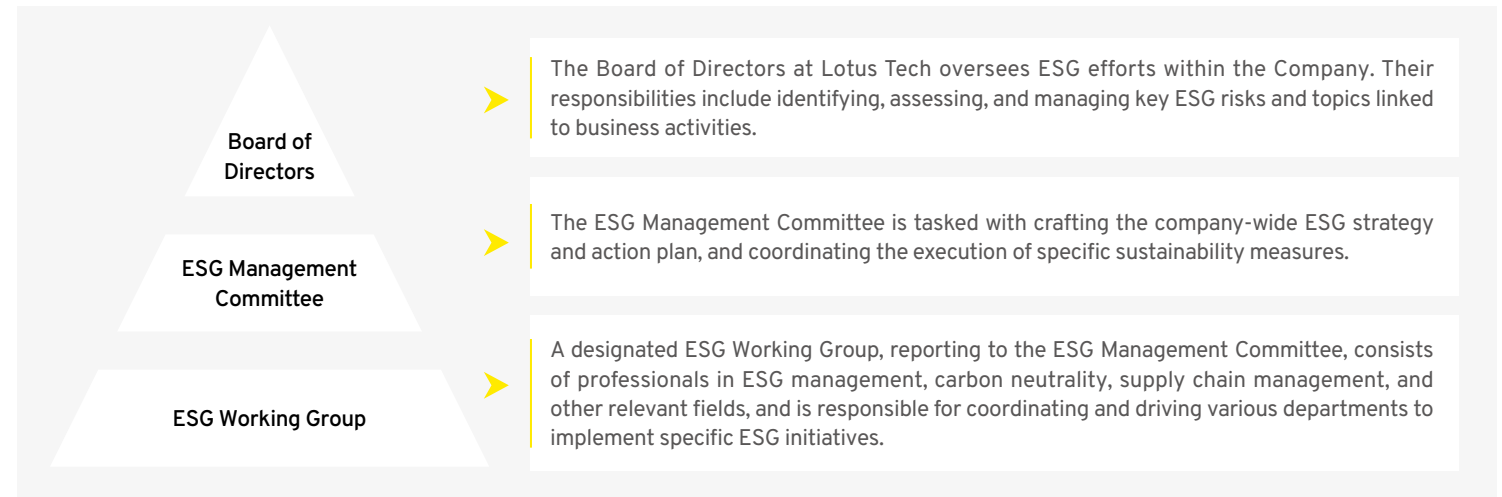 Board of
Directors
The Board of Directors at Lotus Tech oversees ESG efforts within the Company. Their
responsibilities include identifying, assessing, and managing key ESG risks and topics linked
to business activities.
ESG Management
Committee
The ESG Management Committee is tasked with crafting the company-wide ESG strategy
and action plan, and coordinating the execution of specific sustainability measures.
ESG Working Group
A designated ESG Working Group, reporting to the ESG Management Committee, consists
of professionals in ESG management, carbon neutrality, supply chain management, and
other relevant fields, and is responsible for coordinating and driving various departments to
implement specific ESG initiatives.